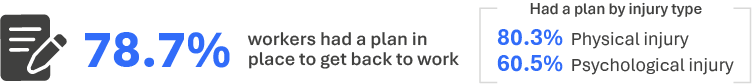 78.7%
workers had a plan in
place to get back to work
Had a plan by injury type
80.3% Physical injury
60.5% Psychological injury